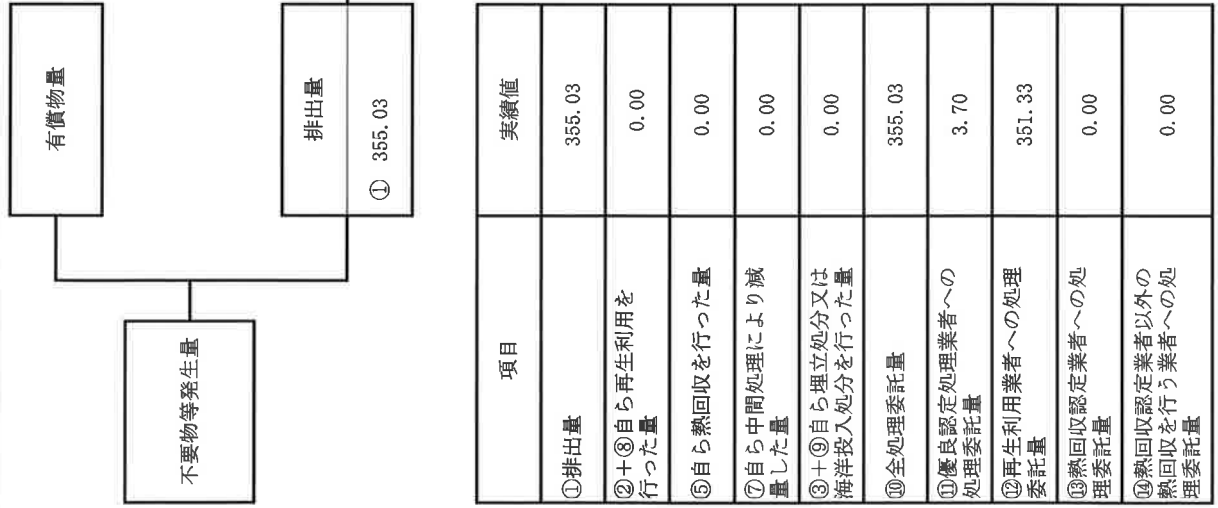 有償物量
不要物等発生量
排出量
① 355.03
項目
実績値
①排出量
355.03
②+⑧自ら再生利用を
行った量
0.00
⑤自ら熱回収を行った量
0.00
⑦自ら中間処理により減
量した量
0.00
③+⑨自ら埋立処分又は
海洋投入処分を行った量
0.00
⑩全処理委託量
355.03
⑪優良認定処理業者への
処理委託量
3.70
⑫再生利用業者への処理
委託量
351.33
⑬熱回収認定業者への処
理委託量
0.00
⑭熱回収認定業者以外の
熱回収を行う業者への処
理委託量
0.00